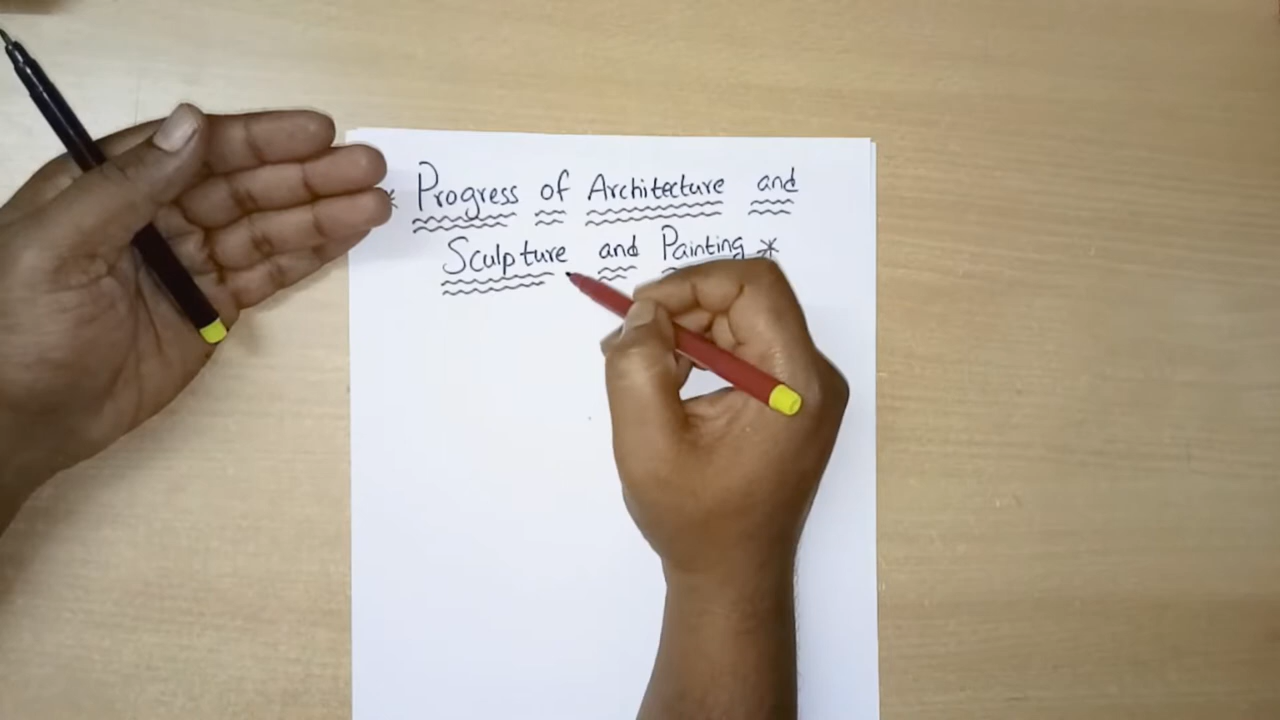 * Progress of Architecture and
Sculpture and Painting *